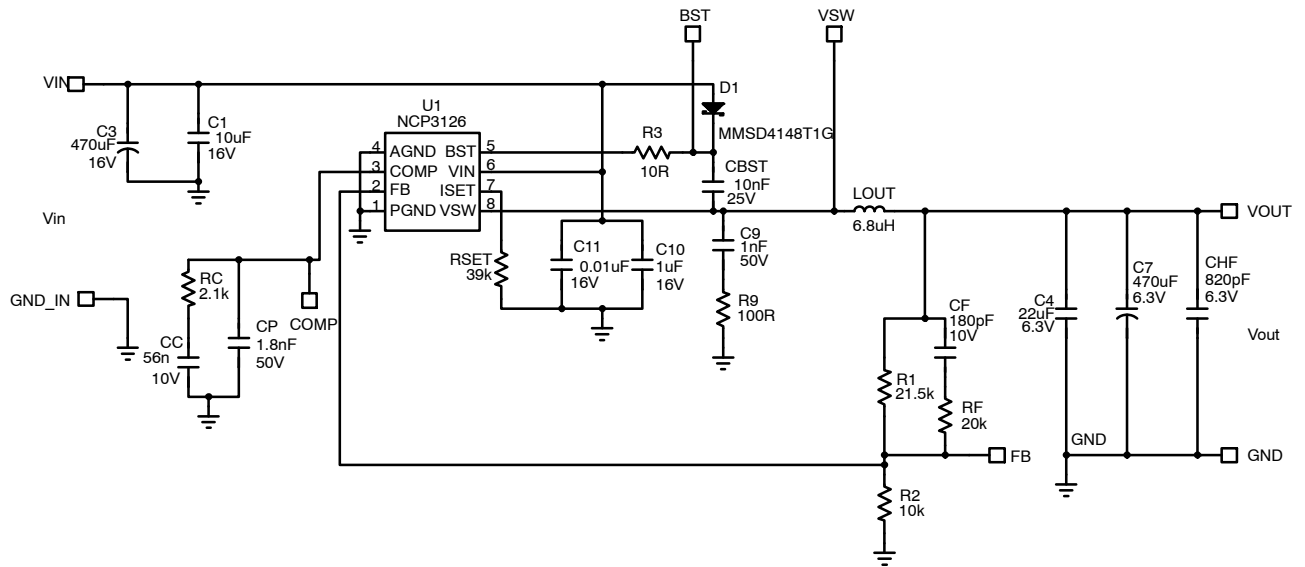 BST
VSW
VIN
D1
MMSD4148T1G
U1
NCP3126
C3
470uF
16V
C1
10uF
16V
4 AGND BST 5
3 COMP VIN 6
2 FB ISET 7
1 PGND VSW 8
R3
10R
CBST
10nF
25V
LOUT
6.8uH
VOUT
Vin
C9
1nF
50V
C11
0.01uF
16V
C10
1uF
16V
RSET
39k
R9
100R
RC
2.1k
GND_IN
COMP
CP
1.8nF
50V
CC
56n
10V
CF
180pF
10V
C4
22uF
6.3V
C7
470uF
6.3V
CHF
820pF
6.3V
Vout
R1
21.5k
RF
20k
GND
FB
GND
R2
10k